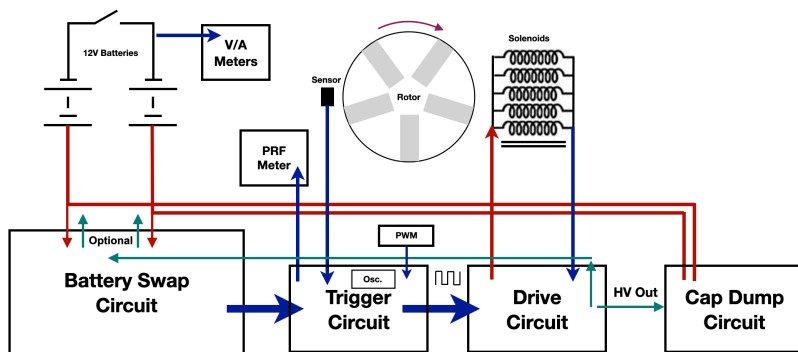 12V Batteries
V/A
Meters
Sensor
Rotor
Solenoids
PRF
Meter
Optional
PWM
Battery Swap
Circuit
Osc.
Trigger
Circuit
Drive
Circuit
HV Out
Cap Dump
Circuit